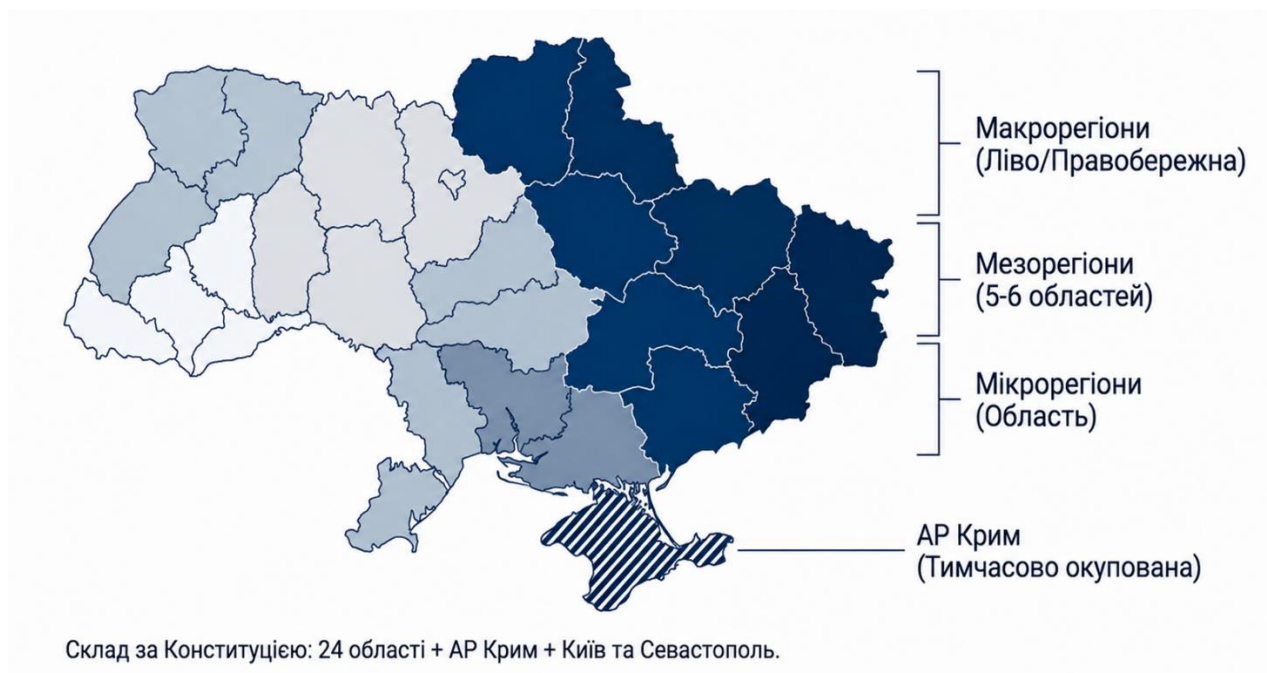 Макрорегіони
(Ліво/Правобережна)
Мезорегіони
(5-6 областей)
Мікрорегіони
(Область)
АР Крим
(Тимчасово окупована)
Склад за Конституцією: 24 області + АР Крим + Київ та Севастополь.